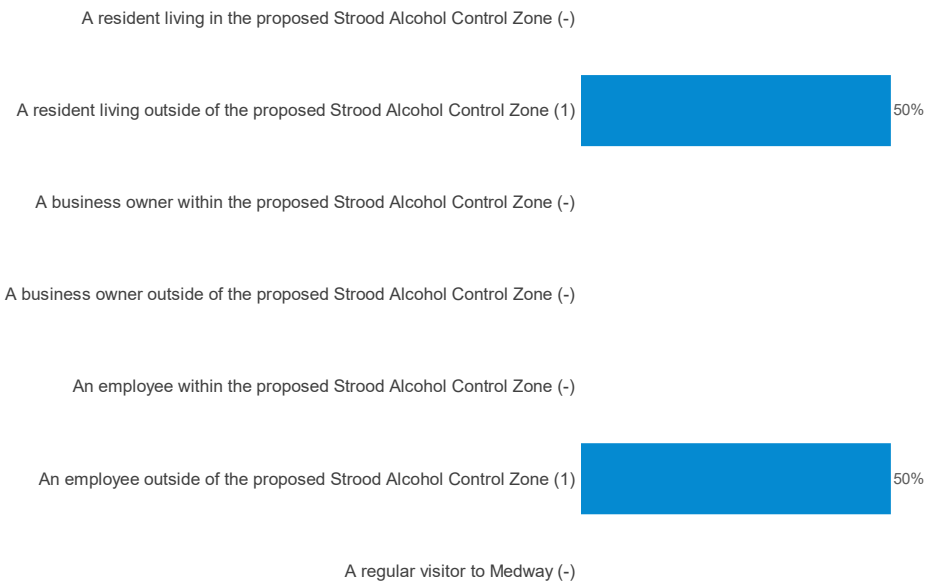 A resident living in the proposed Strood Alcohol Control Zone (-)
A resident living outside of the proposed Strood Alcohol Control Zone (1) 50%
A business owner within the proposed Strood Alcohol Control Zone (-)
A business owner outside of the proposed Strood Alcohol Control Zone (-)
An employee within the proposed Strood Alcohol Control Zone (-)
An employee outside of the proposed Strood Alcohol Control Zone (1) 50%
A regular visitor to Medway (-)